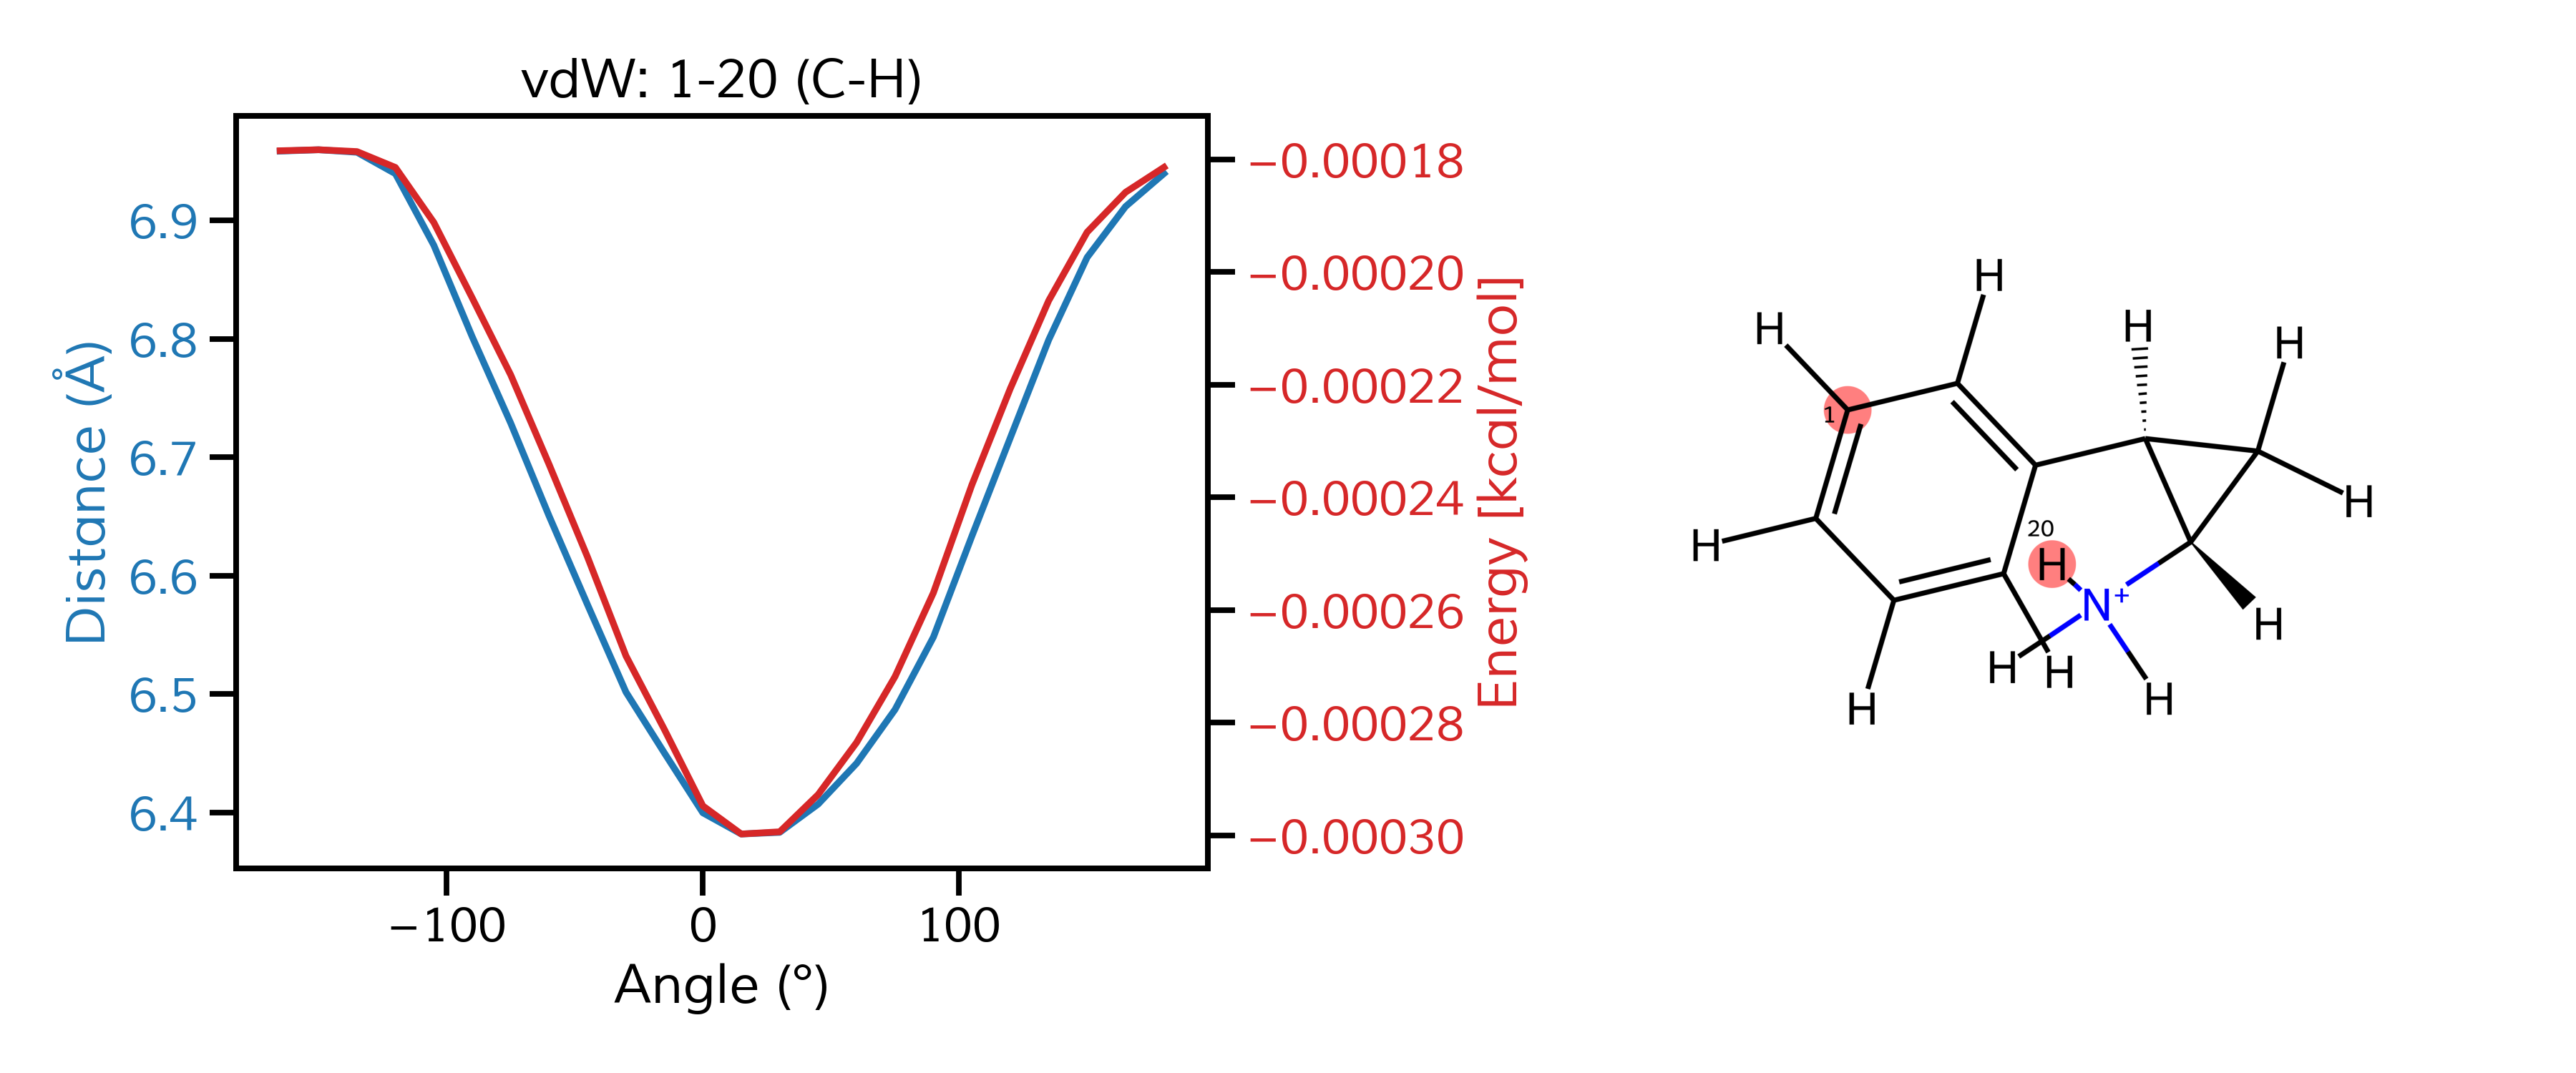 vdW: 1-20 (C-H)
Distance (Å)
6.9
6.8
6.7
6.6
6.5
6.4
−100
0
100
Angle (°)
−0.00018
−0.00020
−0.00022
−0.00024
−0.00026
−0.00028
−0.00030
Energy [kcal/mol]
H
H
H
H
1
H
20
H
H
H
N+
H
H
H
H
H